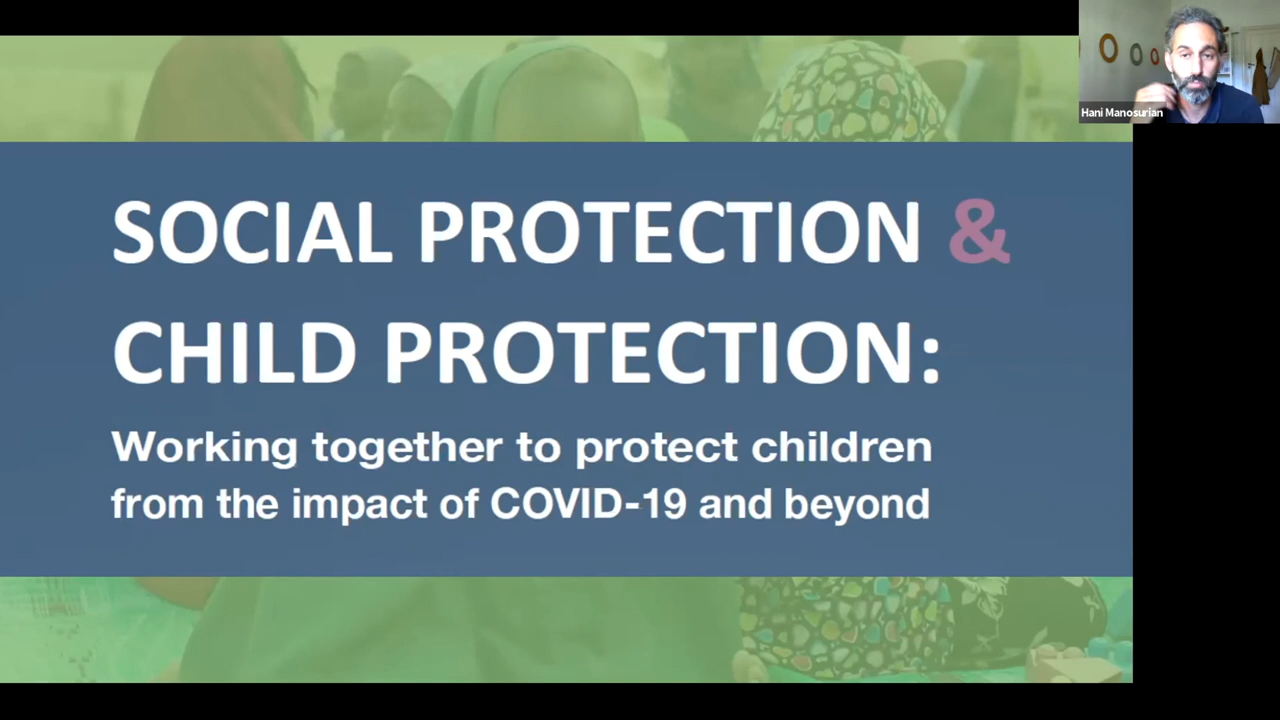 Hani Manosurian
SOCIAL PROTECTION &
CHILD PROTECTION:
Working together to protect children
from the impact of COVID-19 and beyond